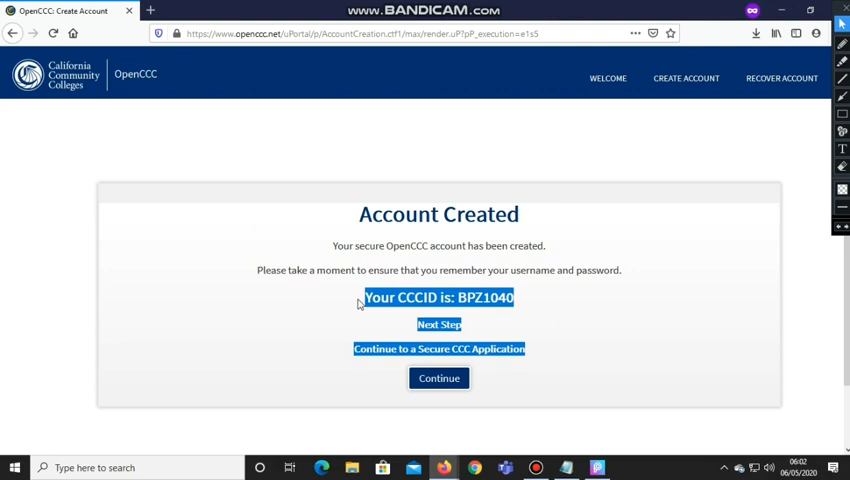 www.BANDICAM.com
OpenCCC: Create Account
https://www.openccc.net/uPortal/p/AccountCreation.ctf1/max/render.uP?pP_execution=e1s5
California
Community
Colleges
OpenCCC
WELCOME
CREATE ACCOUNT
RECOVER ACCOUNT
Account Created
Your secure OpenCCC account has been created.
Please take a moment to ensure that you remember your username and password.
Your CCCID is: BPZ1040
Next Step
Continue to a Secure CCC Application
Continue
Type here to search
06:02
06/05/2020